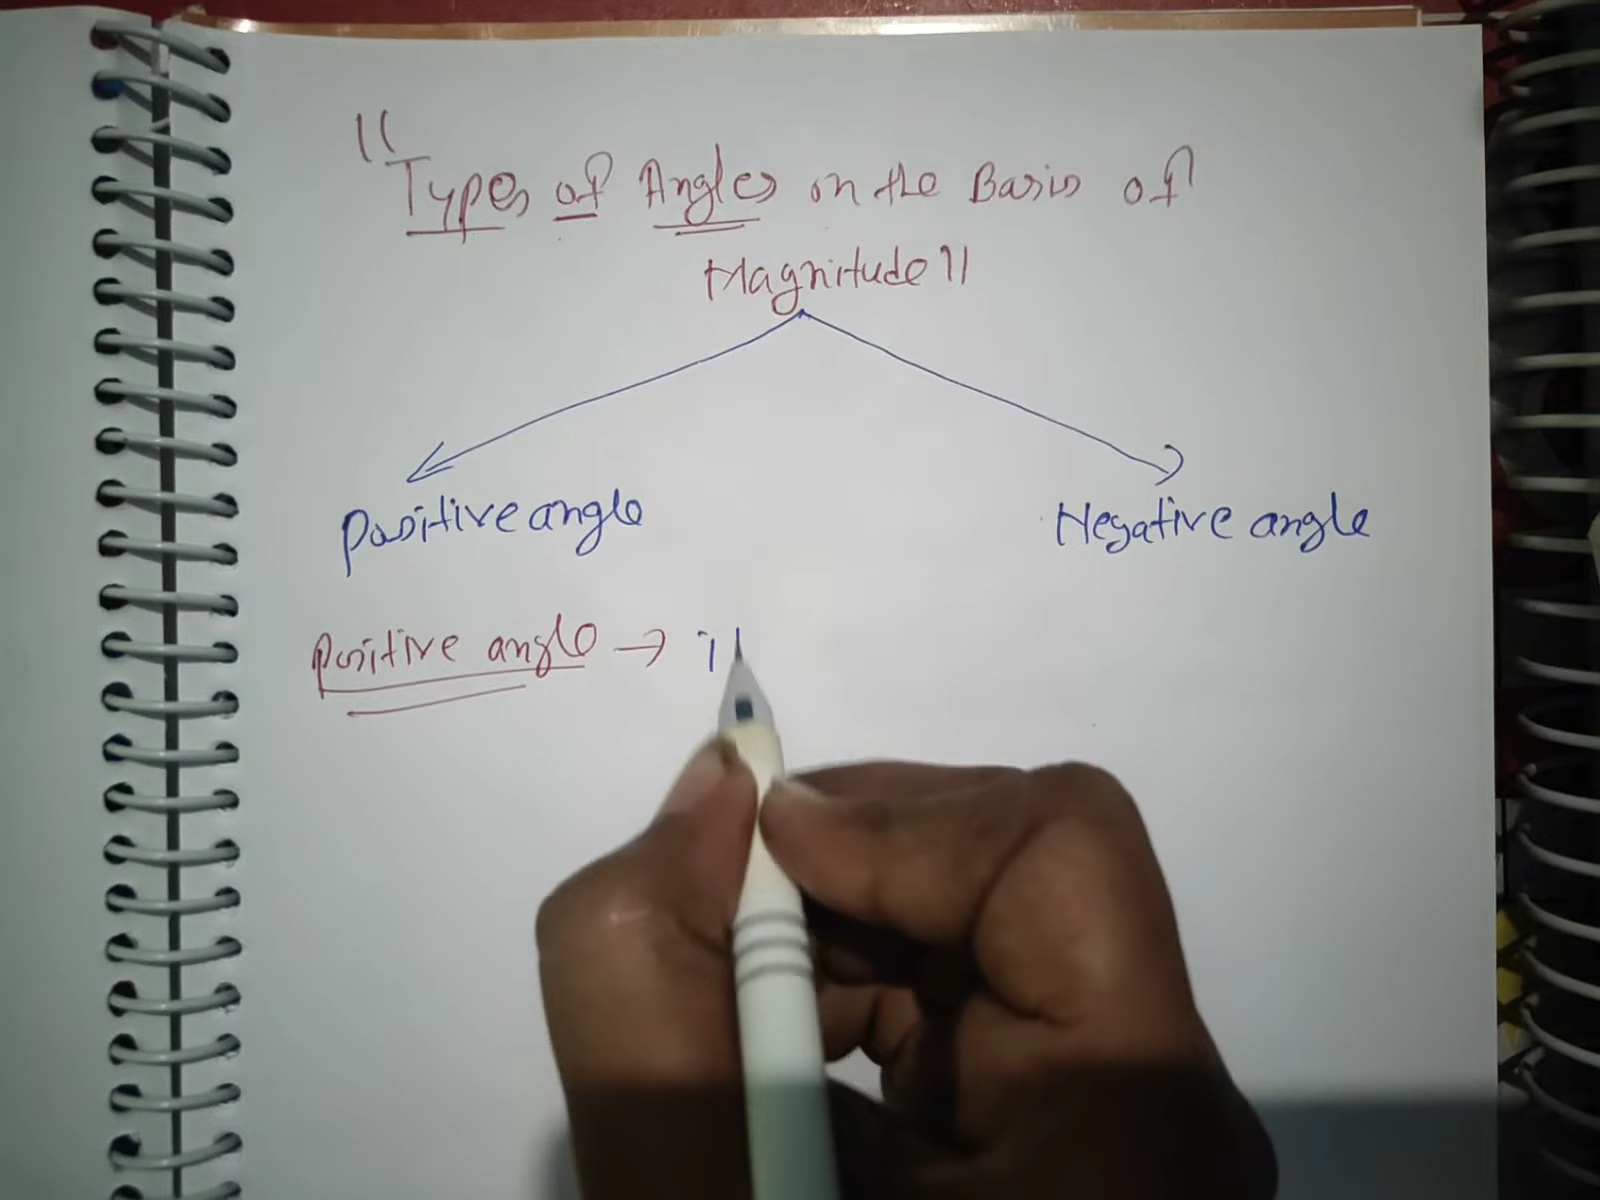 "Types of Angles on the Basis of
Magnitude"
Positive angle
Negative angle
Positive angle →